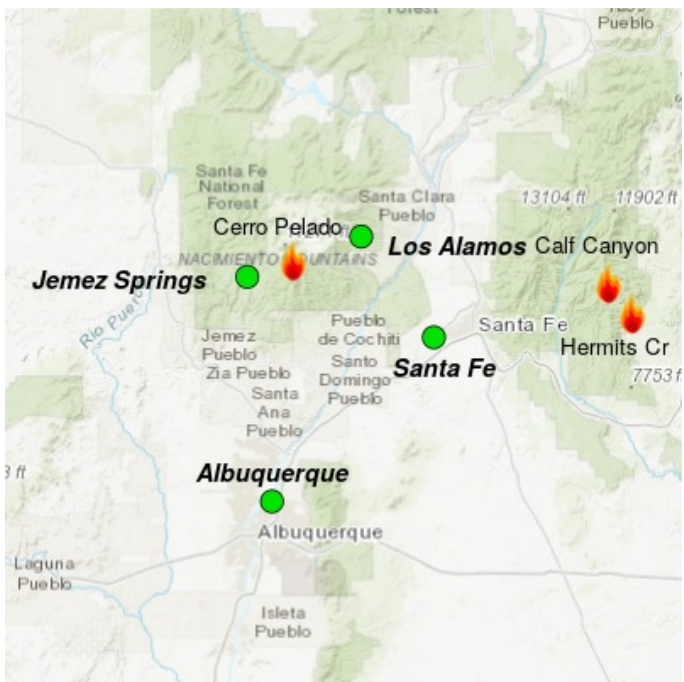 Forest
Pueblo
Santa Fe
National
Forest
Santa Clara
Pueblo
13104 ft
11902 ft
Cerro Pelado
Los Alamos
Calf Canyon
NACIMIENTO MOUNTAINS
Jemez Springs
Rio Puerco
Pueblo
de Cochiti
Santa Fe
Jemez
Pueblo
Zia Pueblo
Santo
Domingo
Pueblo
Santa Fe
Hermits Cr
7753 ft
Santa
Ana
Pueblo
Albuquerque
3 ft
Albuquerque
Laguna
Pueblo
Isleta
Pueblo